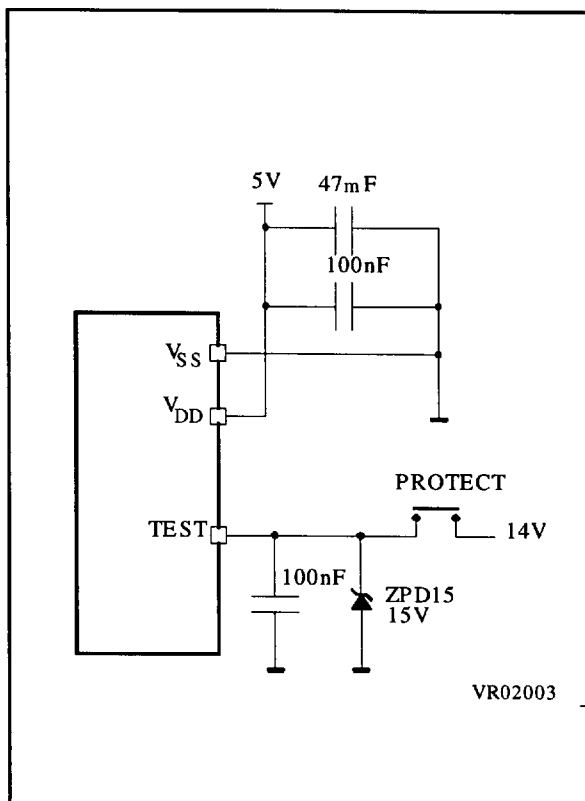 5V
47mF
100nF
VSS
VDD
PROTECT
TEST
14V
100nF
ZPD15
15V
VR02003